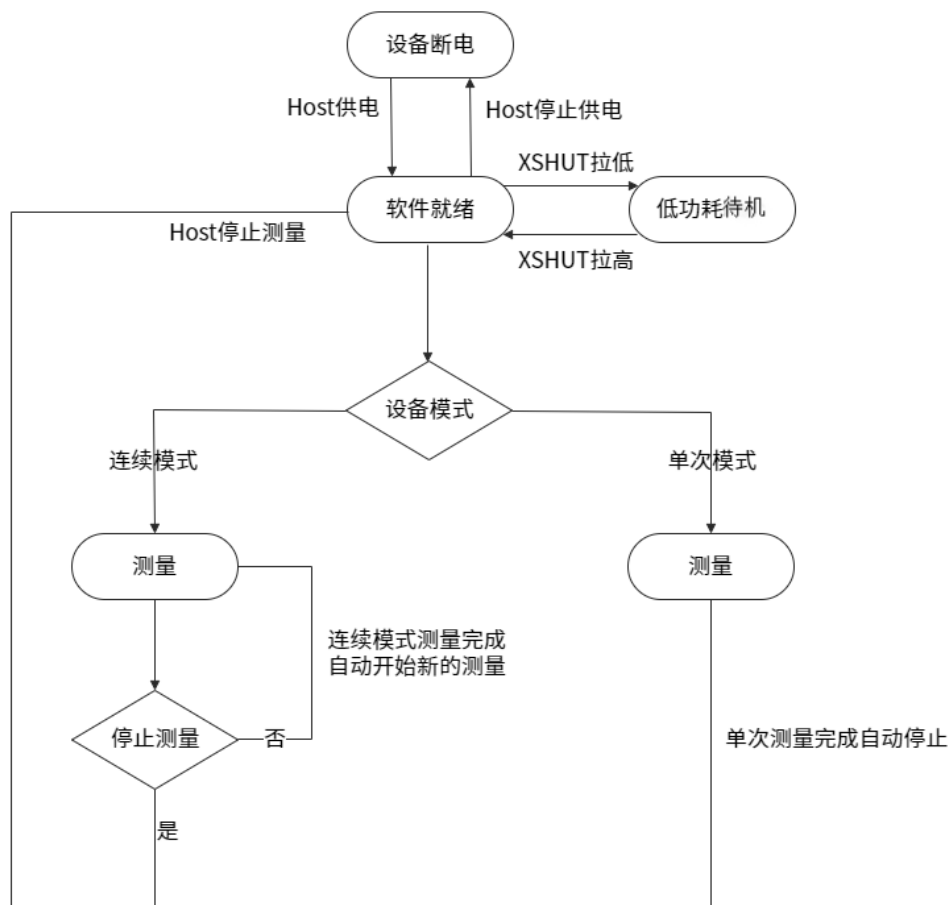 设备断电
Host供电
Host停止供电
XSHUT拉低
软件就绪
低功耗待机
Host停止测量
XSHUT拉高
设备模式
连续模式
单次模式
测量
测量
连续模式测量完成
自动开始新的测量
停止测量
否
单次测量完成自动停止
是